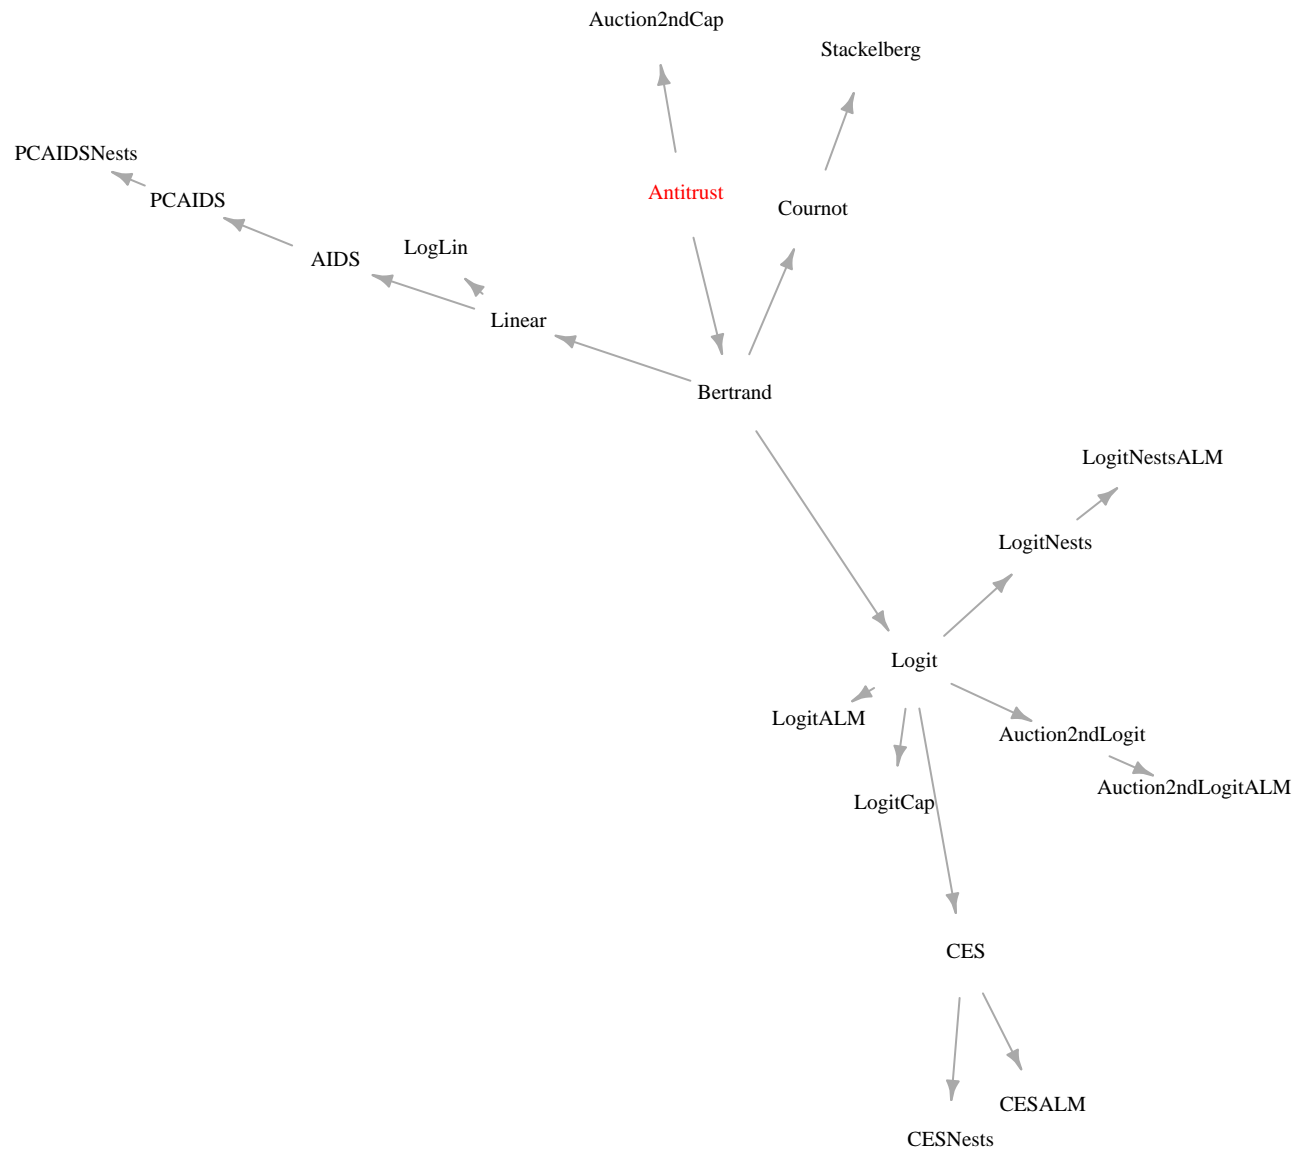 Auction2ndCap
Stackelberg
PCAIDSNests
PCAIDS
Antitrust
Cournot
LogLin
AIDS
Linear
Bertrand
LogitNestsALM
LogitNests
Logit
LogitALM
Auction2ndLogit
Auction2ndLogitALM
LogitCap
CES
CESALM
CESNests